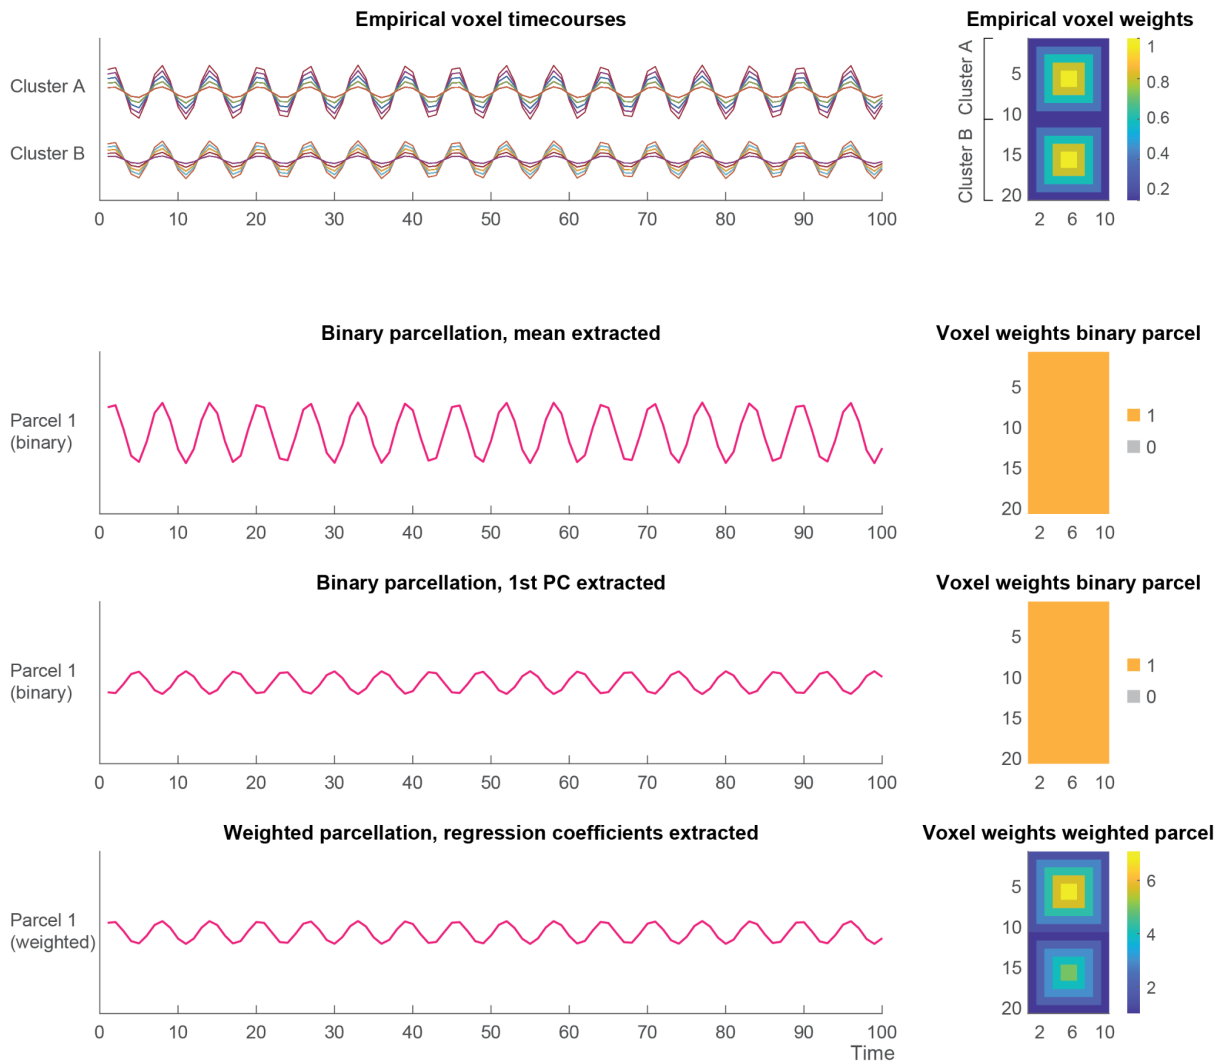 Empirical voxel timecourses
Cluster A
Cluster B
0 10 20 30 40 50 60 70 80 90 100
Empirical voxel weights
Cluster A
Cluster B
5
10
15
20
2 6 10
1
0.8
0.6
0.4
0.2
Binary parcellation, mean extracted
Parcel 1
(binary)
0 10 20 30 40 50 60 70 80 90 100
Voxel weights binary parcel
5
10
15
20
2 6 10
1
0
Binary parcellation, 1st PC extracted
Parcel 1
(binary)
0 10 20 30 40 50 60 70 80 90 100
Voxel weights binary parcel
5
10
15
20
2 6 10
1
0
Weighted parcellation, regression coefficients extracted
Parcel 1
(weighted)
0 10 20 30 40 50 60 70 80 90 100
Time
Voxel weights weighted parcel
5
10
15
20
2 6 10
6
4
2